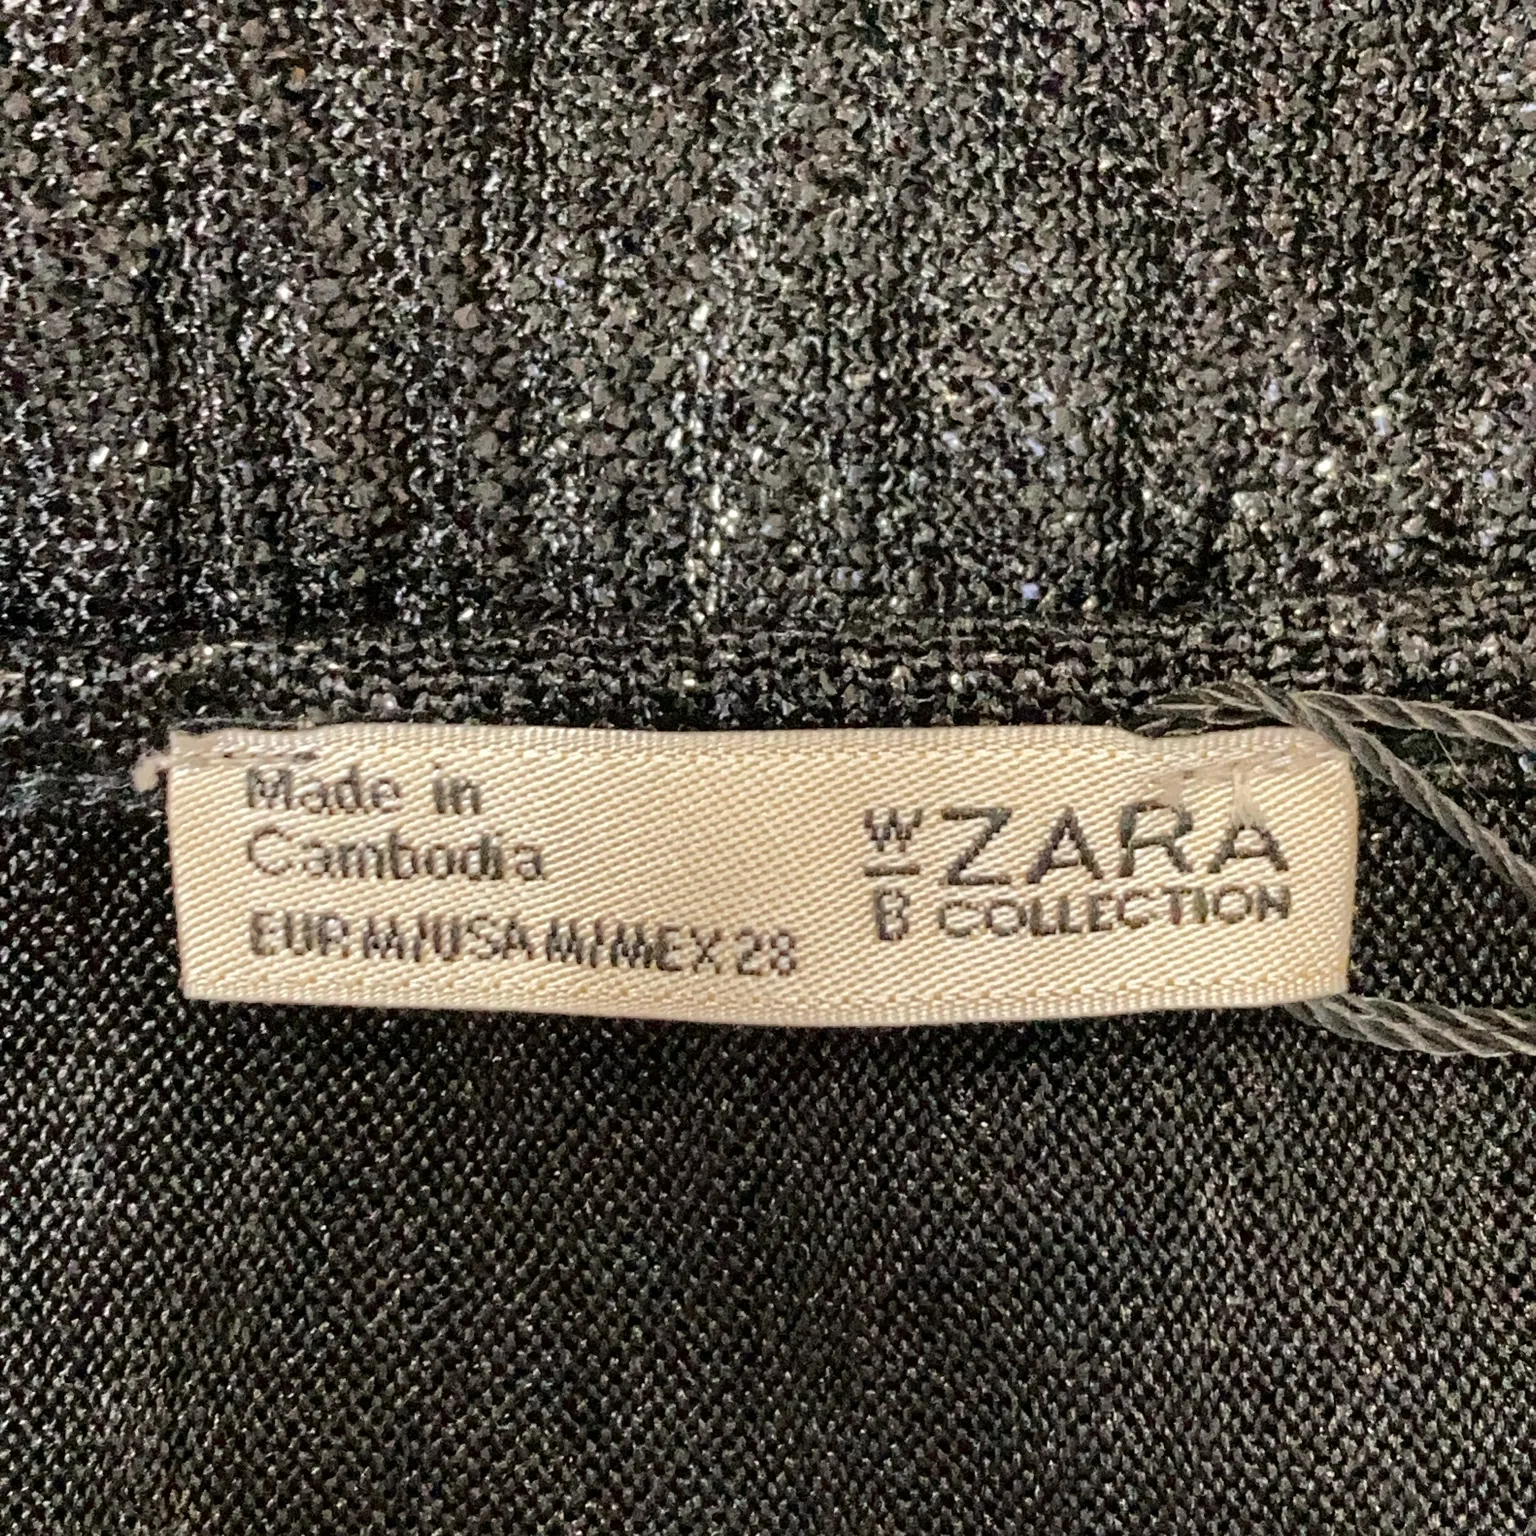 Made in
Cambodia
EUR M/USA M/MEX 28
W
B
ZARA
COLLECTION